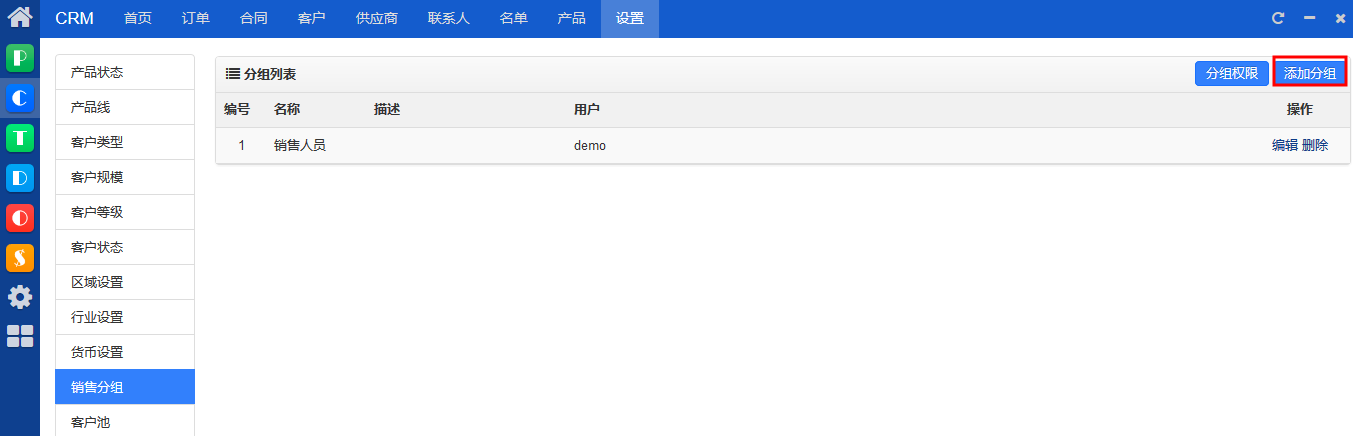 CRM 首页 订单 合同 客户 供应商 联系人 名单 产品 设置
P
C
T
D
O
S
产品状态
产品线
客户类型
客户规模
客户等级
客户状态
区域设置
行业设置
货币设置
销售分组
客户池
分组列表 分组权限 添加分组
编号 名称 描述 用户 操作
1 销售人员 demo 编辑 删除